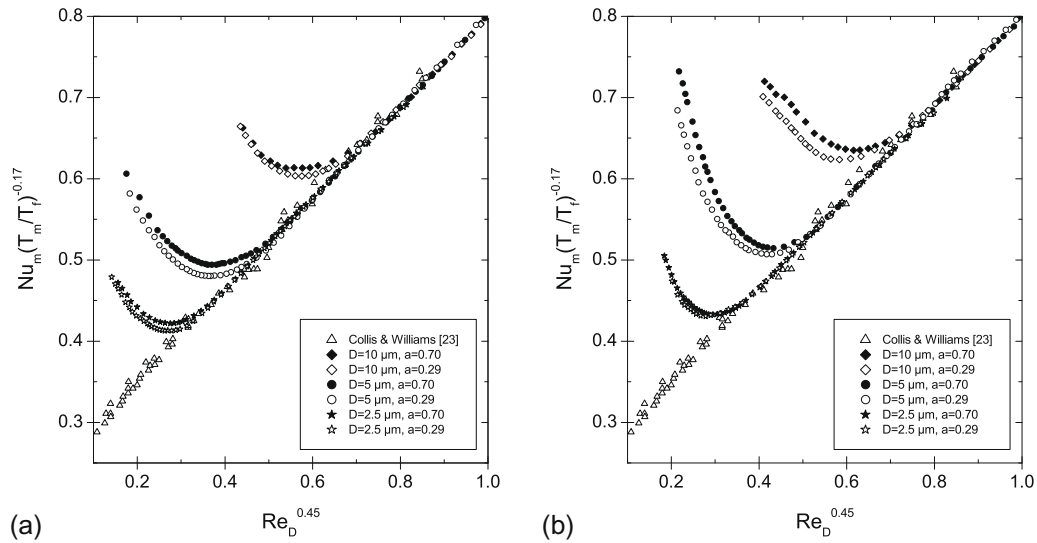 0.8
0.7
0.6
0.5
0.4
0.3
Nu_m(T_m/T_f)^-0.17
Collis & Williams [23]
D=10 μm, a=0.70
D=10 μm, a=0.29
D=5 μm, a=0.70
D=5 μm, a=0.29
D=2.5 μm, a=0.70
D=2.5 μm, a=0.29
0.2 0.4 0.6 0.8 1.0
(a) Re_D^0.45
0.8
0.7
0.6
0.5
0.4
0.3
Nu_m(T_m/T_f)^-0.17
Collis & Williams [23]
D=10 μm, a=0.70
D=10 μm, a=0.29
D=5 μm, a=0.70
D=5 μm, a=0.29
D=2.5 μm, a=0.70
D=2.5 μm, a=0.29
0.2 0.4 0.6 0.8 1.0
(b) Re_D^0.45